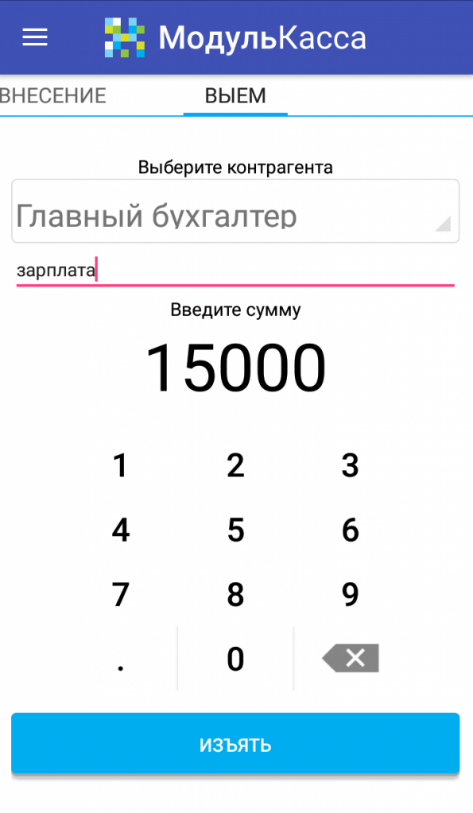 МодульКасса
ВНЕСЕНИЕ ВЫЕМ
Выберите контрагента
Главный бухгалтер
зарплата
Введите сумму
15000
1 2 3
4 5 6
7 8 9
. 0
ИЗЪЯТЬ